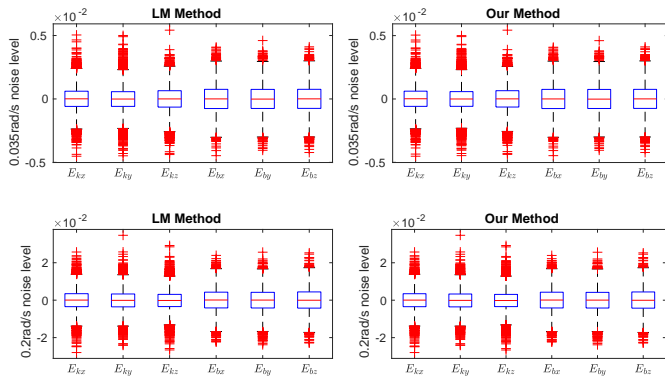 LM Method
×10⁻²
0.5
0
-0.5
0.035rad/s noise level
E_kx E_ky E_kz E_bx E_by E_bz
Our Method
×10⁻²
0.5
0
-0.5
0.035rad/s noise level
E_kx E_ky E_kz E_bx E_by E_bz
LM Method
×10⁻²
2
0
-2
0.2rad/s noise level
E_kx E_ky E_kz E_bx E_by E_bz
Our Method
×10⁻²
2
0
-2
0.2rad/s noise level
E_kx E_ky E_kz E_bx E_by E_bz